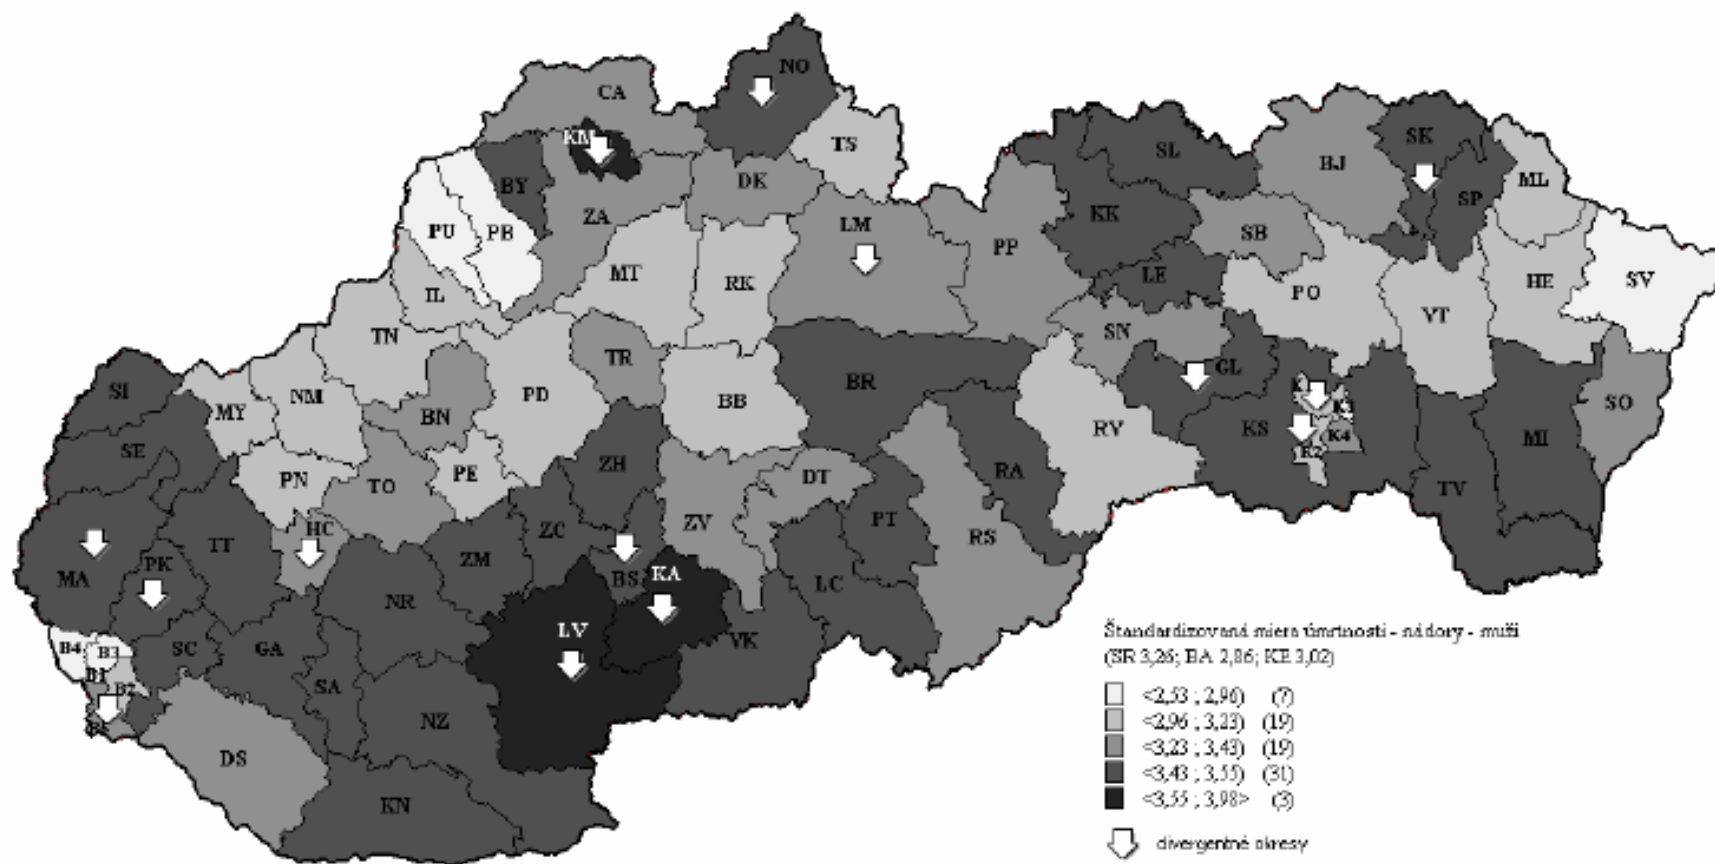 NO
CA
KM
TS
SL
SK
BJ
ML
BY
DK
KK
SP
ZA
PU
PB
LM
SB
PP
MT
RK
LE
PO
HE
SV
IL
VT
TN
SN
TR
GL
SI
BR
PD
NM
BB
MY
BN
K3
SO
RV
KS
K4
MI
SE
K2
ZH
PE
RA
PN
TO
DT
TV
HC
ZV
PT
ZC
RS
TT
ZM
PK
MA
BS
KA
LC
NR
LV
VK
B4
B3
SC
GA
B1
B2
SA
NZ
DS
KN
Štandardizovaná miera úmrtnosti - nádory - muži
(SR 3,26; BA 2,86; KE 3,02)
<2,53 ; 2,96) (7)
<2,96 ; 3,23) (19)
<3,23 ; 3,43) (19)
<3,43 ; 3,55) (31)
<3,55 ; 3,98> (3)
divergentné okresy